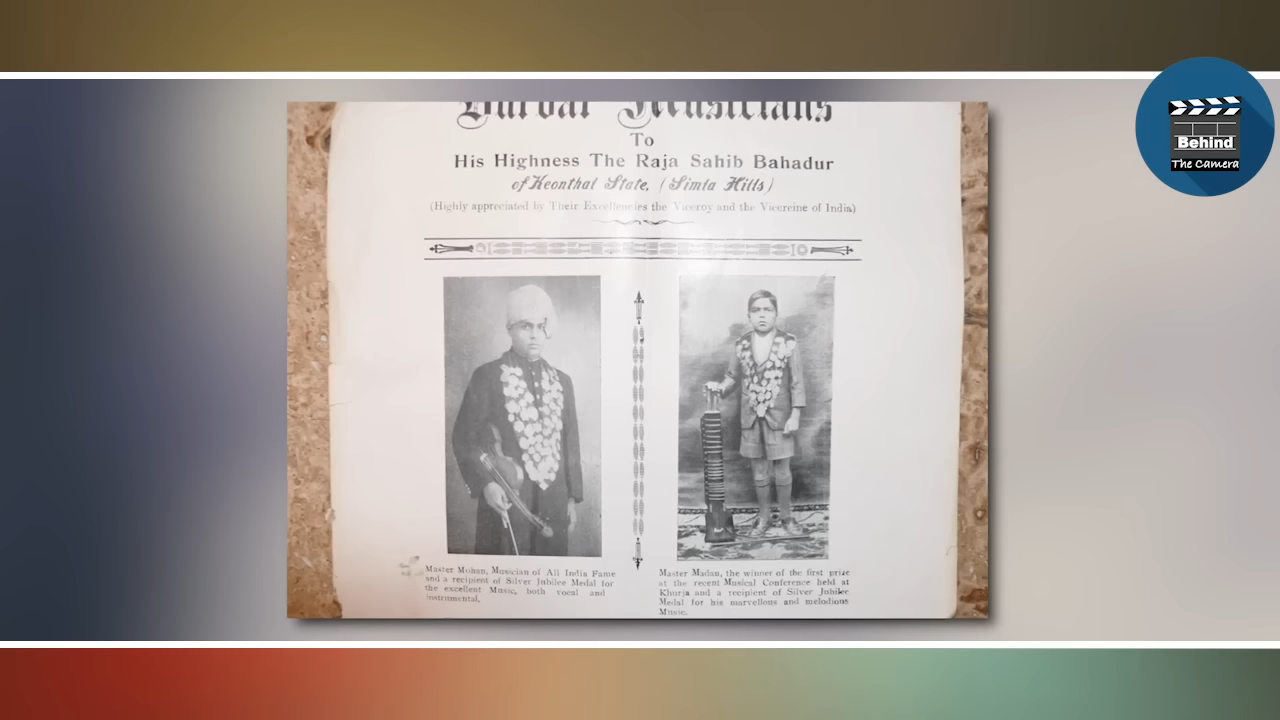 Durbar Musicians
To
His Highness The Raja Sahib Bahadur
of Keonthal State, (Simla Hills)
(Highly appreciated by Their Excellencies the Viceroy and the Vicereine of India)
Master Mohan, Musician of All India Fame
and a recipient of Silver Jubilee Medal for
the excellent Music, both vocal and
instrumental.
Master Madan, the winner of the first prize
at the recent Musical Conference held at
Khurja and a recipient of Silver Jubilee
Medal for his marvellous and melodious
Music.
Behind
The Camera